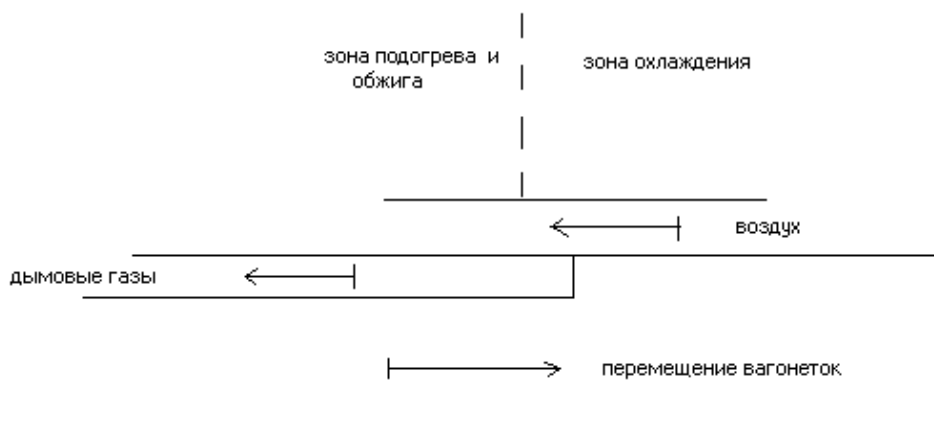 зона подогрева и
обжига
зона охлаждения
воздух
дымовые газы
перемещение вагонеток